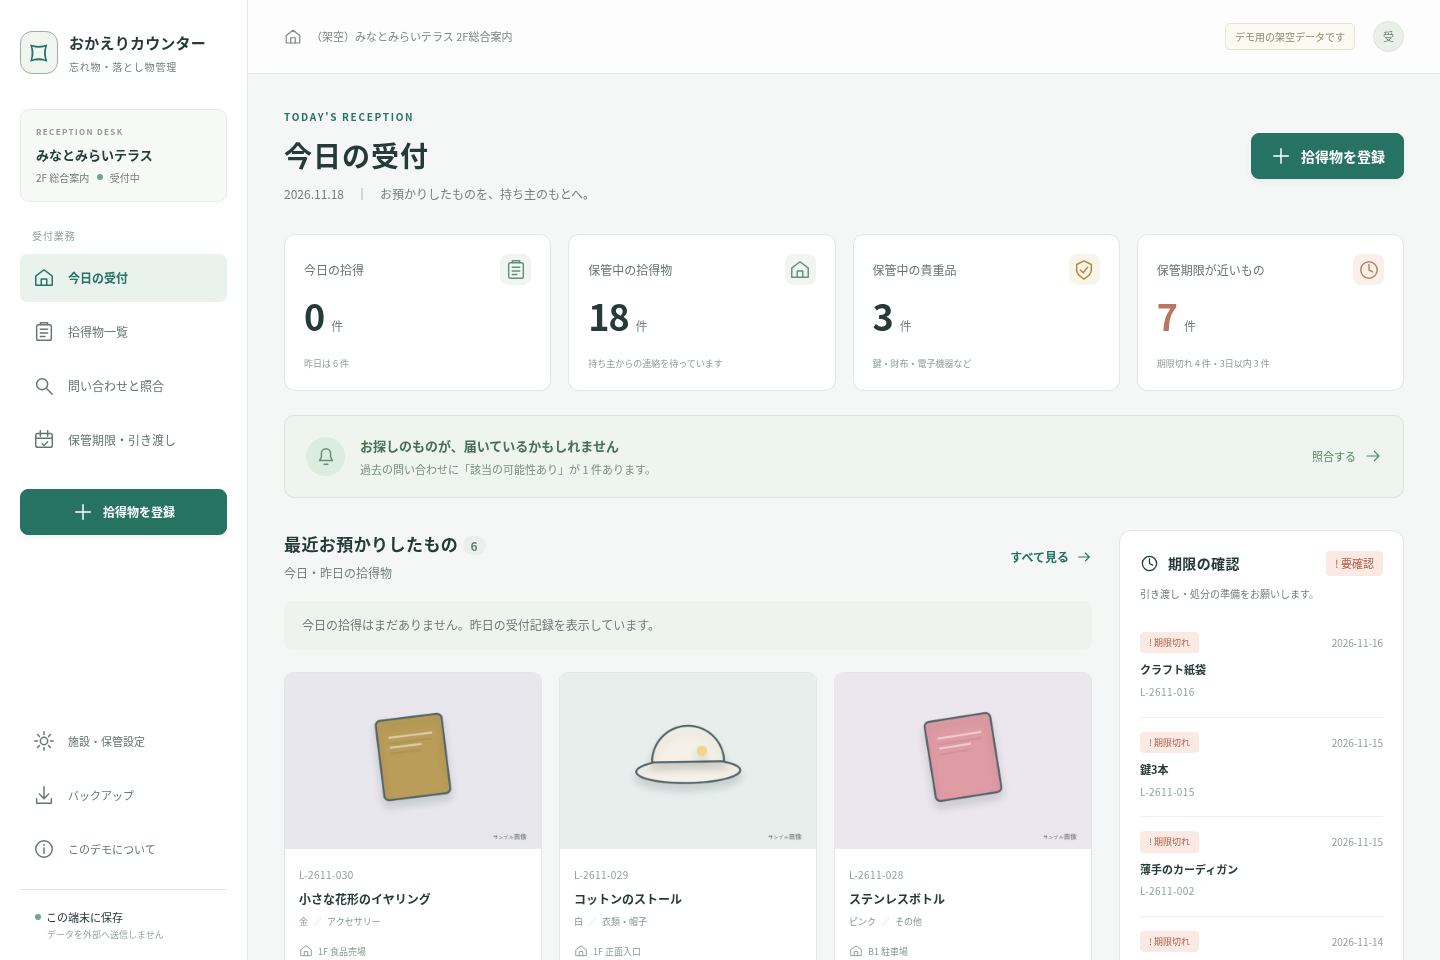 おかえりカウンター
忘れ物・落とし物管理
RECEPTION DESK
みなとみらいテラス
2F 総合案内 受付中
受付業務
今日の受付
拾得物一覧
問い合わせと照合
保管期限・引き渡し
拾得物を登録
施設・保管設定
バックアップ
このデモについて
この端末に保存
データを外部へ送信しません
（架空）みなとみらいテラス 2F総合案内
デモ用の架空データです
受
TODAY'S RECEPTION
今日の受付
2026.11.18 | お預かりしたものを、持ち主のもとへ。
拾得物を登録
今日の拾得
0 件
昨日は 6 件
保管中の拾得物
18 件
持ち主からの連絡を待っています
保管中の貴重品
3 件
鍵・財布・電子機器など
保管期限が近いもの
7 件
期限切れ 4 件・3日以内 3 件
お探しのものが、届いているかもしれません
過去の問い合わせに「該当の可能性あり」が 1 件あります。
照合する
最近お預かりしたもの 6
今日・昨日の拾得物
すべて見る
今日の拾得はまだありません。昨日の受付記録を表示しています。
サンプル画像
L-2611-030
小さな花形のイヤリング
金 ／ アクセサリー
1F 食品売場
サンプル画像
L-2611-029
コットンのストール
白 ／ 衣類・帽子
1F 正面入口
サンプル画像
L-2611-028
ステンレスボトル
ピンク ／ その他
B1 駐車場
期限の確認
! 要確認
引き渡し・処分の準備をお願いします。
! 期限切れ 2026-11-16
クラフト紙袋
L-2611-016
! 期限切れ 2026-11-15
鍵3本
L-2611-015
! 期限切れ 2026-11-15
薄手のカーディガン
L-2611-002
! 期限切れ 2026-11-14